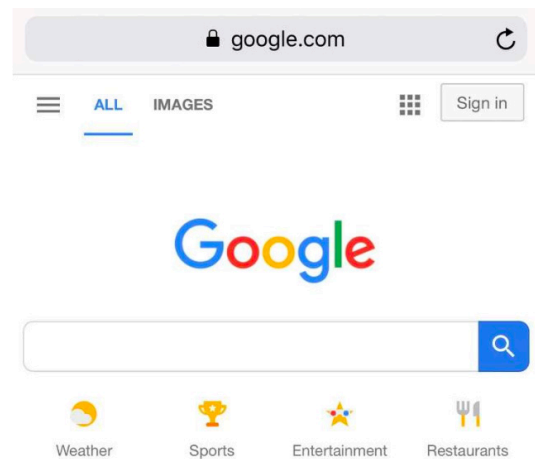 google.com
ALL IMAGES Sign in
Google
Weather Sports Entertainment Restaurants